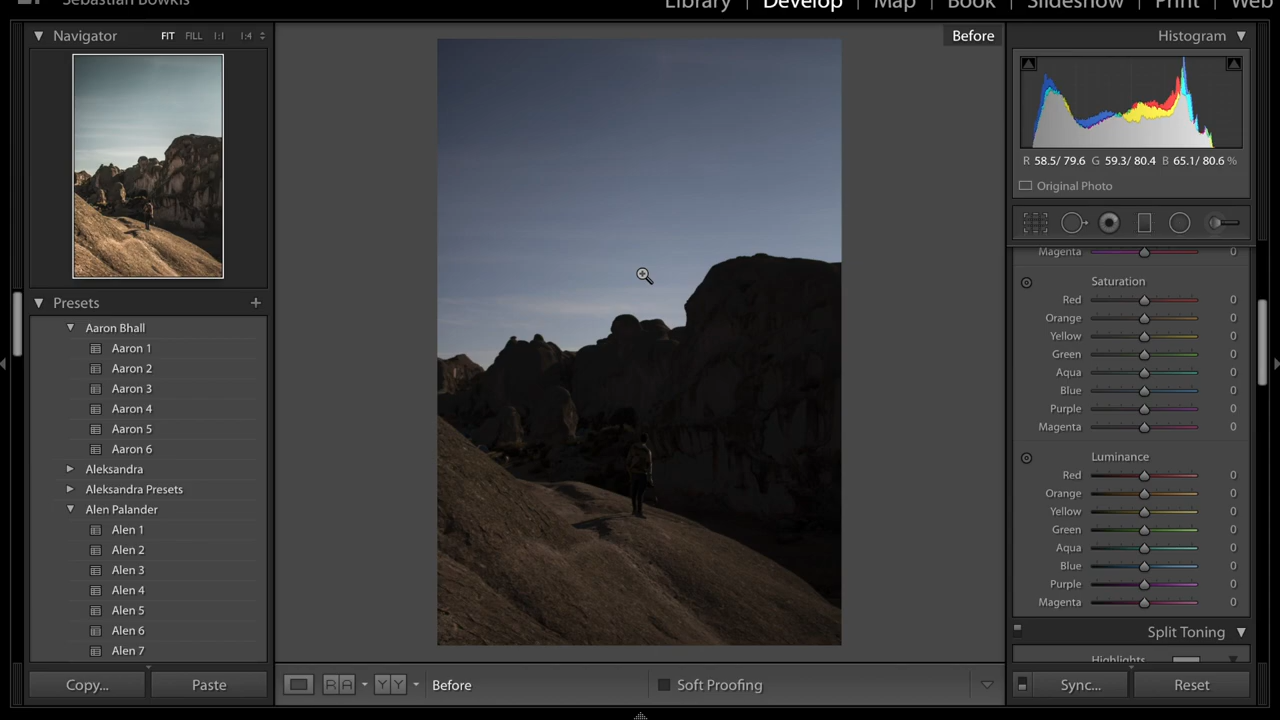 Sebastian Bowkis
Library | Develop | Map | Book | Slideshow | Print | Web
Navigator FIT FILL 1:1 1:4
Before
Histogram
R 58.5/ 79.6 G 59.3/ 80.4 B 65.1/ 80.6 %
Original Photo
Magenta 0
Saturation
Red 0
Orange 0
Yellow 0
Green 0
Aqua 0
Blue 0
Purple 0
Magenta 0
Luminance
Red 0
Orange 0
Yellow 0
Green 0
Aqua 0
Blue 0
Purple 0
Magenta 0
Split Toning
Highlights
Presets +
Aaron Bhall
Aaron 1
Aaron 2
Aaron 3
Aaron 4
Aaron 5
Aaron 6
Aleksandra
Aleksandra Presets
Alen Palander
Alen 1
Alen 2
Alen 3
Alen 4
Alen 5
Alen 6
Alen 7
Copy... Paste
R A Y Y Before Soft Proofing
Sync... Reset